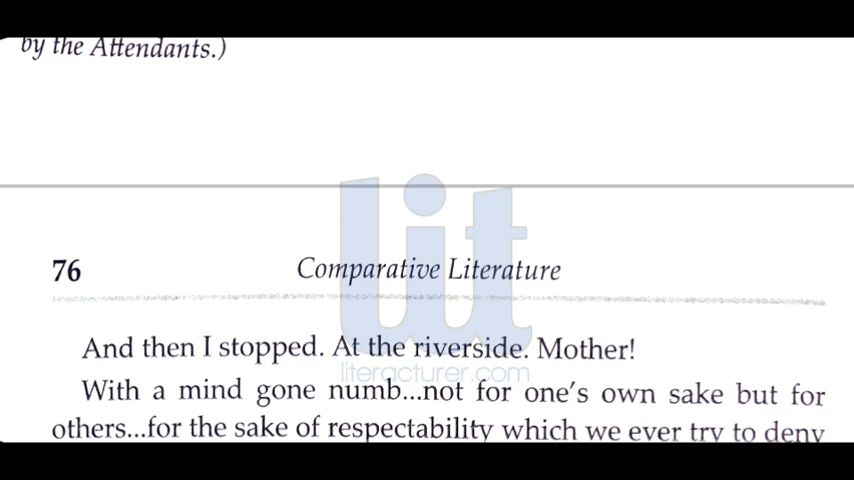 by the Attendants.)
lit
76
Comparative Literature
And then I stopped. At the riverside. Mother!
literacturer.com
With a mind gone numb...not for one's own sake but for
others...for the sake of respectability which we ever try to deny